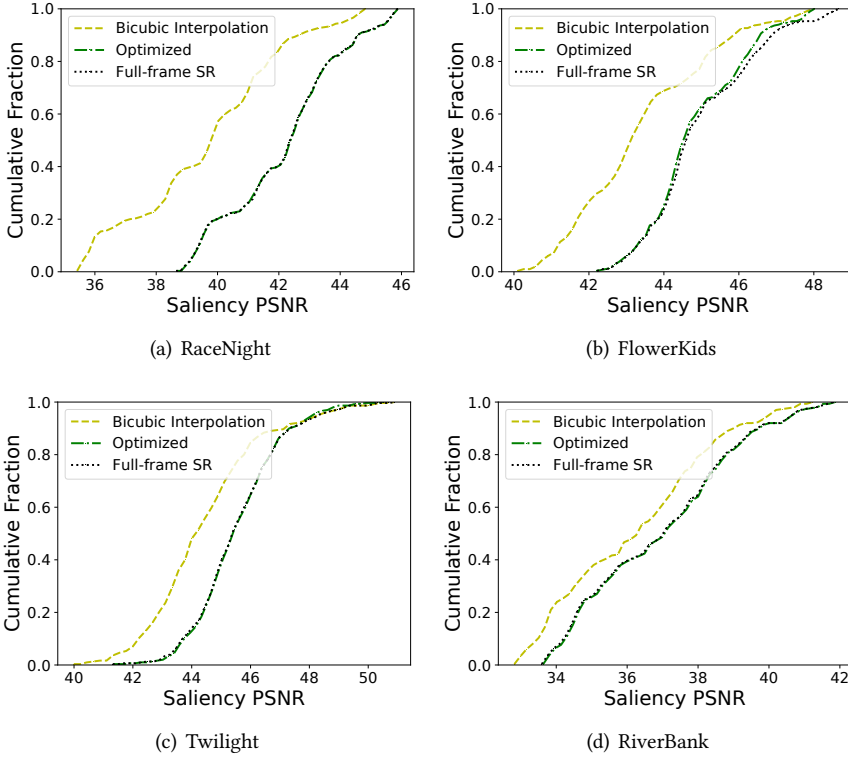 1.0
0.8
0.6
0.4
0.2
0.0
Cumulative Fraction
Bicubic Interpolation
Optimized
Full-frame SR
36 38 40 42 44 46
Saliency PSNR
(a) RaceNight
1.0
0.8
0.6
0.4
0.2
0.0
Cumulative Fraction
Bicubic Interpolation
Optimized
Full-frame SR
40 42 44 46 48
Saliency PSNR
(b) FlowerKids
1.0
0.8
0.6
0.4
0.2
0.0
Cumulative Fraction
Bicubic Interpolation
Optimized
Full-frame SR
40 42 44 46 48 50
Saliency PSNR
(c) Twilight
1.0
0.8
0.6
0.4
0.2
0.0
Cumulative Fraction
Bicubic Interpolation
Optimized
Full-frame SR
34 36 38 40 42
Saliency PSNR
(d) RiverBank